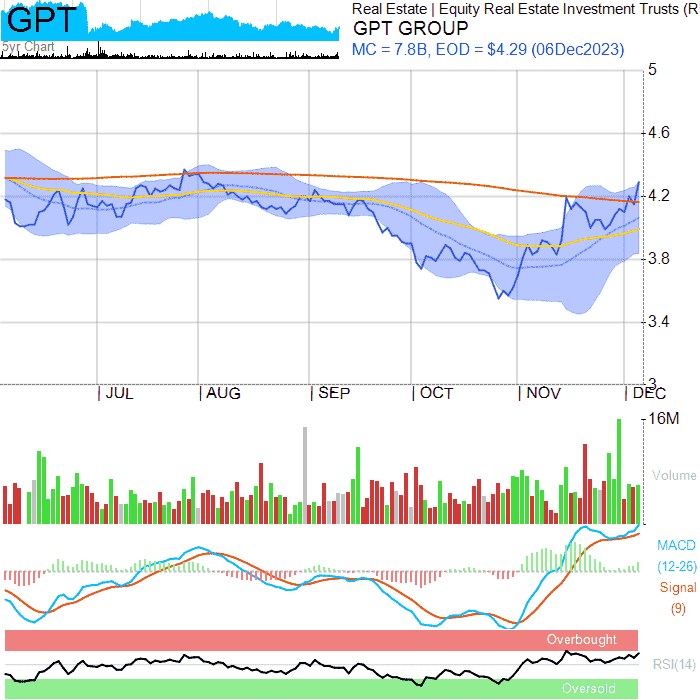 GPT
5yr Chart
Real Estate | Equity Real Estate Investment Trusts (R
GPT GROUP
MC = 7.8B, EOD = $4.29 (06Dec2023)
5
4.6
4.2
3.8
3.4
3
JUL AUG SEP OCT NOV DEC
16M
Volume
MACD
(12-26)
Signal
(9)
Overbought
RSI(14)
Oversold